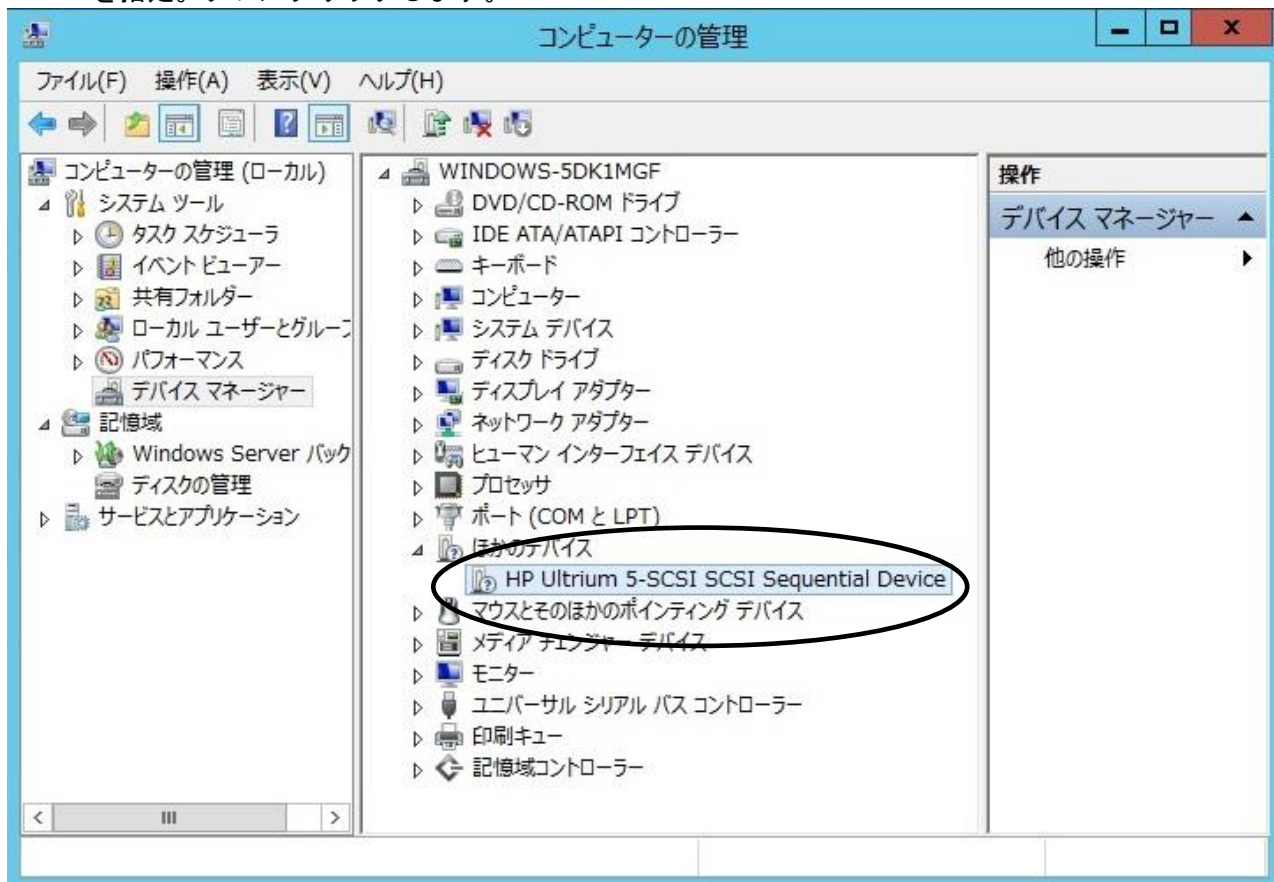 コンピューターの管理
ファイル(F) 操作(A) 表示(V) ヘルプ(H)
コンピューターの管理 (ローカル)
システム ツール
タスク スケジューラ
イベント ビューアー
共有フォルダー
ローカル ユーザーとグループ
パフォーマンス
デバイス マネージャー
記憶域
Windows Server バック
ディスクの管理
サービスとアプリケーション
WINDOWS-5DK1MGF
DVD/CD-ROM ドライブ
IDE ATA/ATAPI コントローラー
キーボード
コンピューター
システム デバイス
ディスク ドライブ
ディスプレイ アダプター
ネットワーク アダプター
ヒューマン インターフェイス デバイス
プロセッサ
ポート (COM と LPT)
ほかのデバイス
HP Ultrium 5-SCSI SCSI Sequential Device
マウスとそのほかのポインティング デバイス
メディア チェンジャー デバイス
モニター
ユニバーサル シリアル バス コントローラー
印刷キュー
記憶域コントローラー
操作
デバイス マネージャー
他の操作